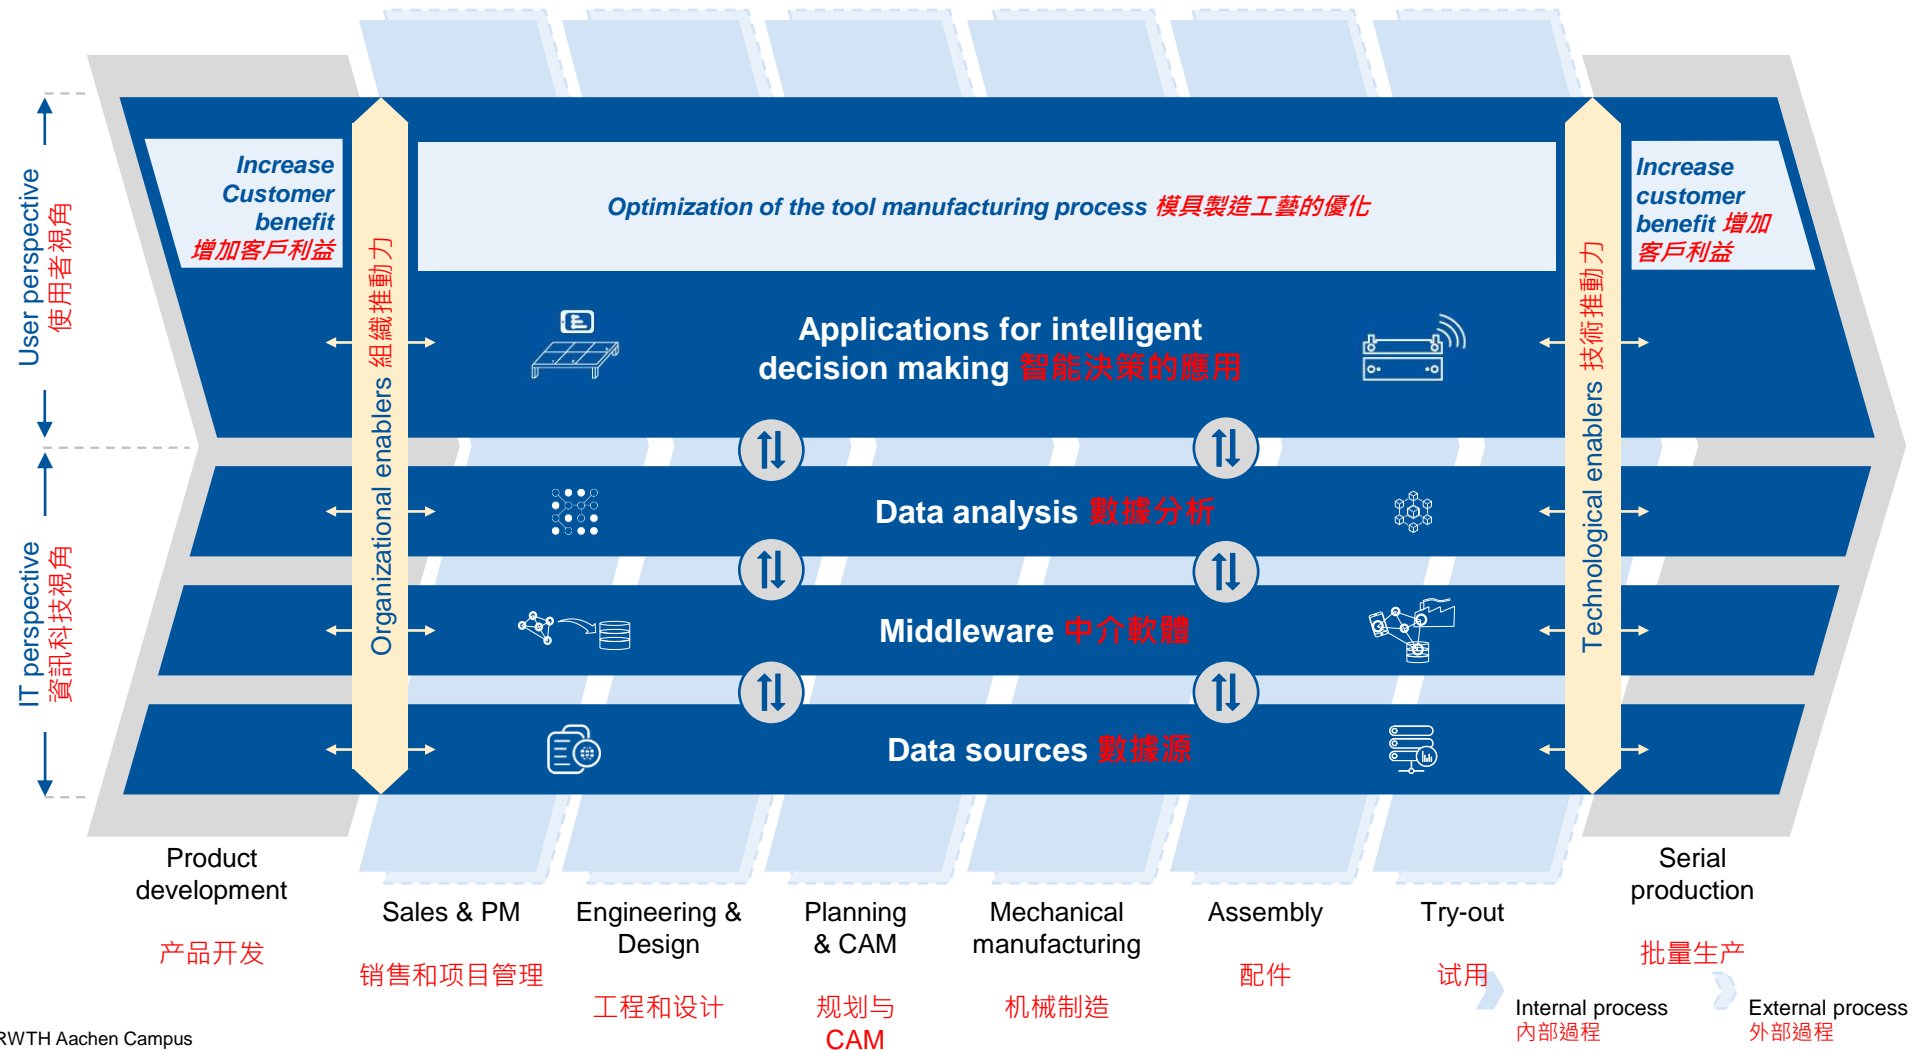 User perspective
使用者視角
IT perspective
資訊科技視角
Increase
Customer
benefit
增加客戶利益
Organizational enablers 組織推動力
Optimization of the tool manufacturing process 模具製造工藝的優化
Applications for intelligent
decision making 智能決策的應用
Data analysis 數據分析
Middleware 中介軟體
Data sources 數據源
Technological enablers 技術推動力
Increase
customer
benefit 增加
客戶利益
Product
development
产品开发
Sales & PM
销售和项目管理
Engineering &
Design
工程和设计
Planning
& CAM
规划与
CAM
Mechanical
manufacturing
机械制造
Assembly
配件
Try-out
试用
Serial
production
批量生产
Internal process
內部過程
External process
外部過程
RWTH Aachen Campus